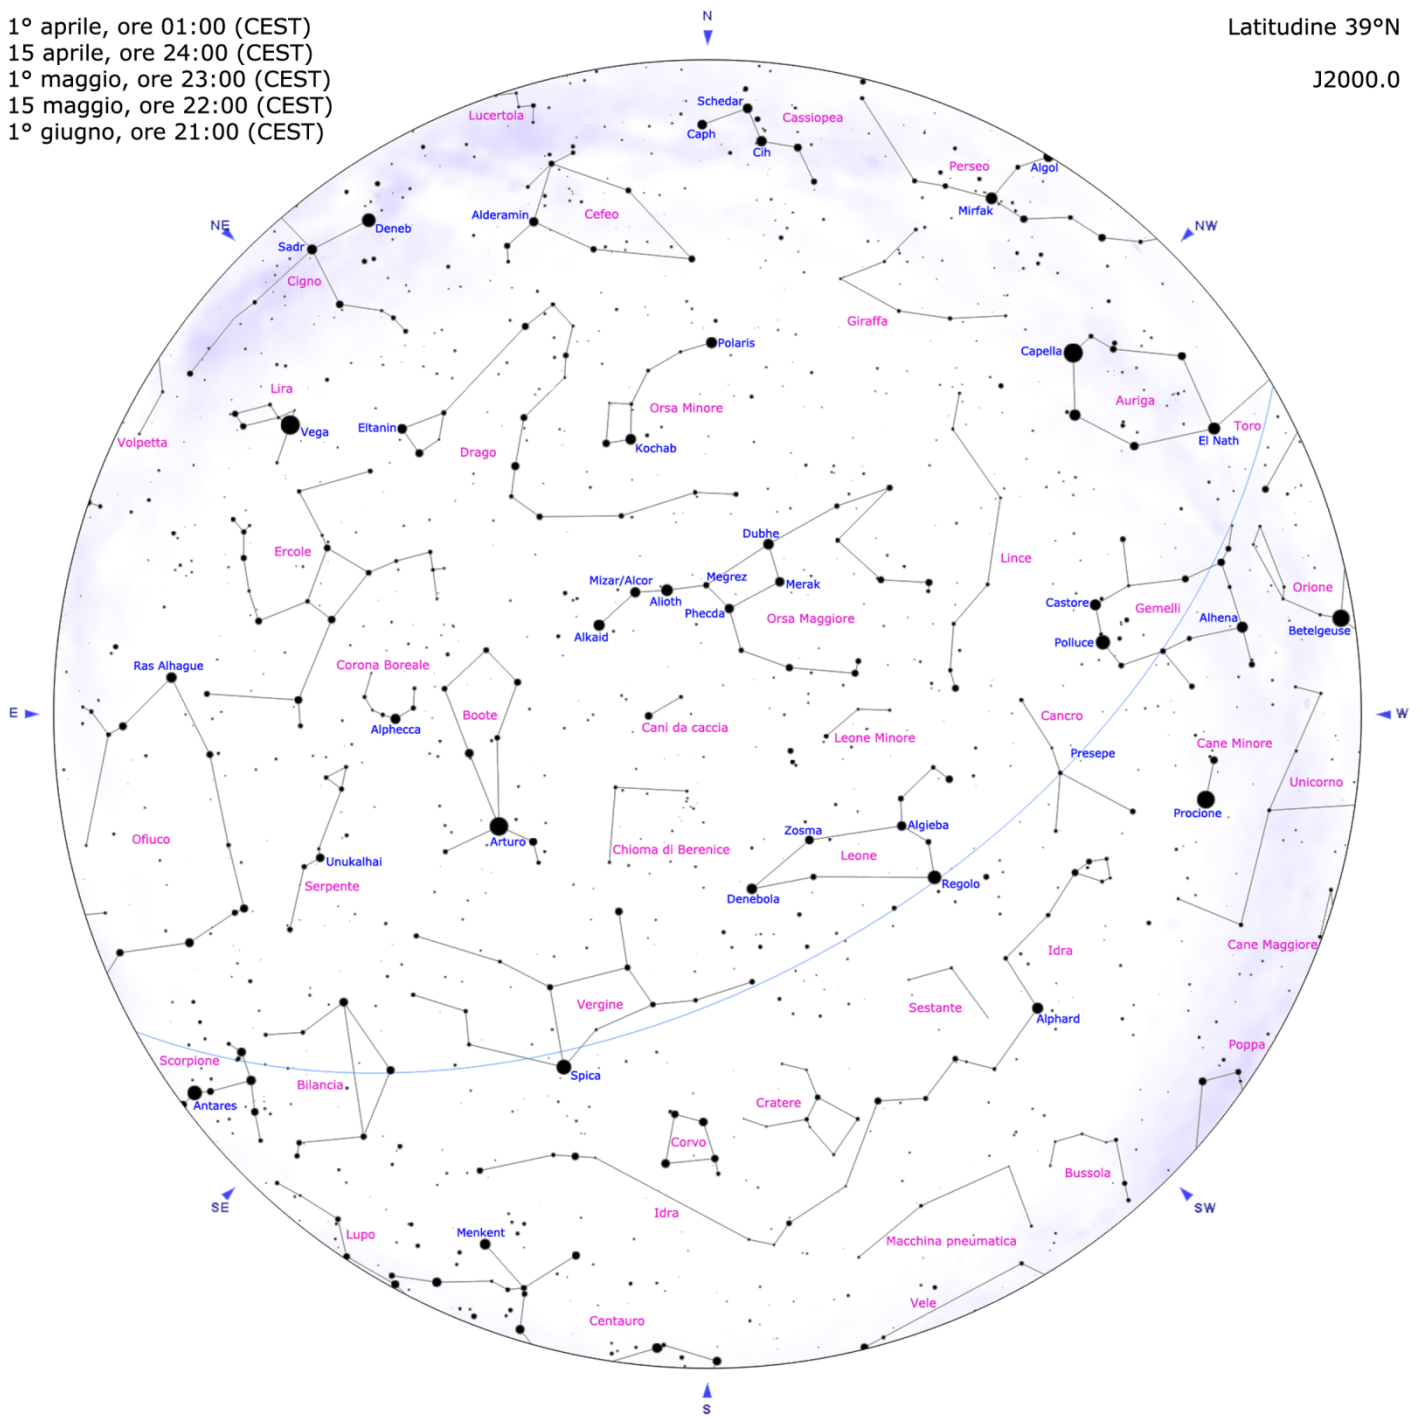 1° aprile, ore 01:00 (CEST)
15 aprile, ore 24:00 (CEST)
1° maggio, ore 23:00 (CEST)
15 maggio, ore 22:00 (CEST)
1° giugno, ore 21:00 (CEST)
N
Latitudine 39°N
J2000.0
Schedar
Lucertola
Cassiopea
Caph
Cih
Perseo
Algol
Mirfak
Alderamin
Cefeo
NE
NW
Deneb
Sadr
Cigno
Giraffa
Polaris
Capella
Lira
Auriga
Orsa Minore
Vega
Eltanin
Toro
El Nath
Volpetta
Drago
Kochab
Dubhe
Ercole
Lince
Mizar/Alcor
Megrez
Merak
Orione
Alioth
Castore
Gemelli
Phecda
Orsa Maggiore
Alhena
Betelgeuse
Alkaid
Polluce
Ras Alhague
Corona Boreale
E
Boote
Cancro
W
Alphecca
Cani da caccia
Leone Minore
Cane Minore
Presepe
Unicorno
Procione
Zosma
Algieba
Ofiuco
Arturo
Chioma di Berenice
Leone
Unukalhai
Serpente
Regolo
Denebola
Cane Maggiore
Idra
Vergine
Sestante
Alphard
Poppa
Scorpione
Spica
Bilancia
Antares
Cratere
Corvo
Bussola
SE
SW
Idra
Menkent
Lupo
Macchina pneumatica
Vele
Centauro
S